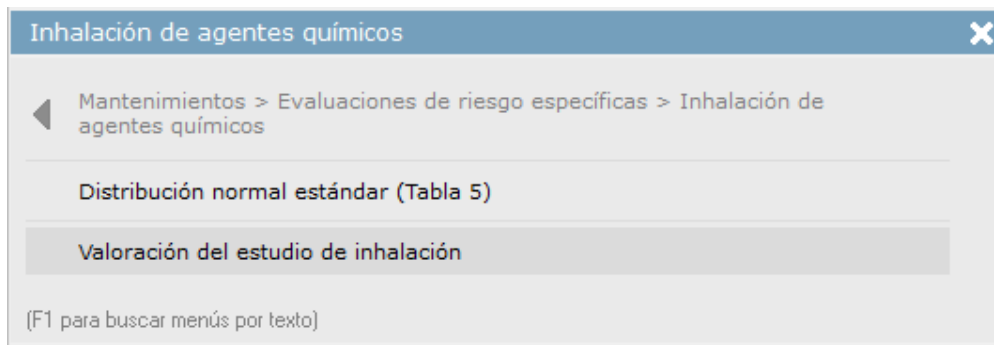 Inhalación de agentes químicos
Mantenimientos > Evaluaciones de riesgo específicas > Inhalación de
agentes químicos
Distribución normal estándar (Tabla 5)
Valoración del estudio de inhalación
(F1 para buscar menús por texto)